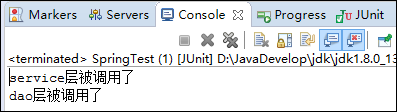 Markers Servers Console Progress JUnit
<terminated> SpringTest (1) [JUnit] D:\JavaDevelop\jdk\jdk1.8.0_13
service层被调用了
dao层被调用了